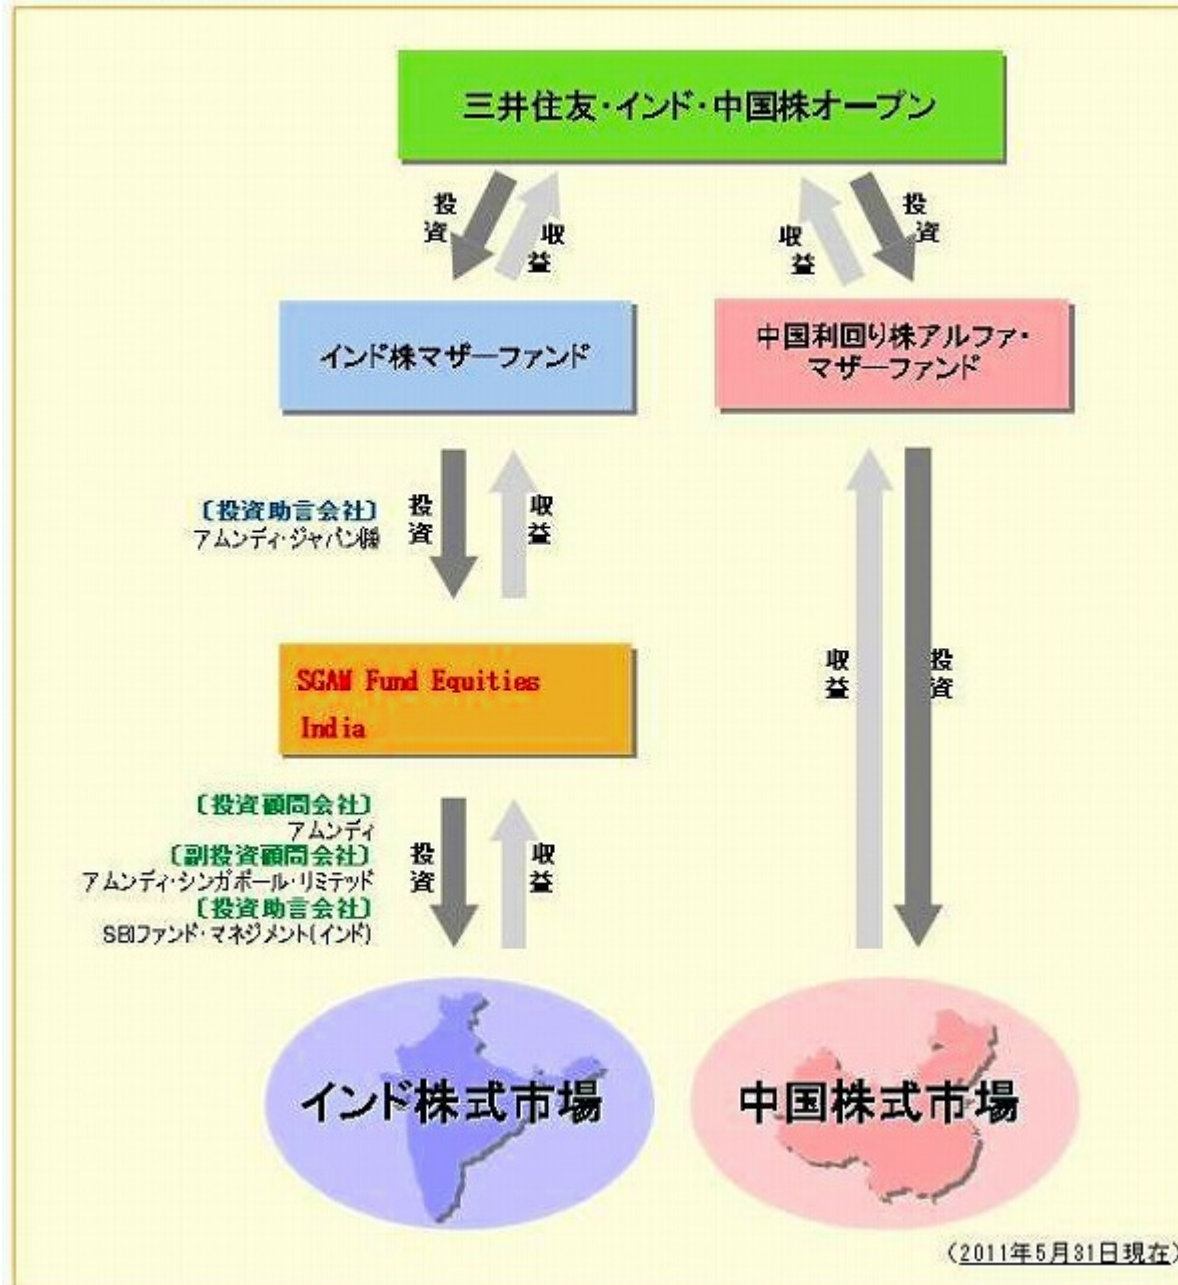 三井住友・インド・中国株オープン
投資
収益
収益
投資
インド株マザーファンド
中国利回り株アルファ・
マザーファンド
〔投資助言会社〕
アムンディ・ジャパン㈱
投資
収益
SGAM Fund Equities
India
収益
投資
〔投資顧問会社〕
アムンディ
〔副投資顧問会社〕
アムンディ・シンガポール・リミテッド
〔投資助言会社〕
SBIファンド・マネジメント(インド)
投資
収益
インド株式市場
中国株式市場
(2011年5月31日現在)